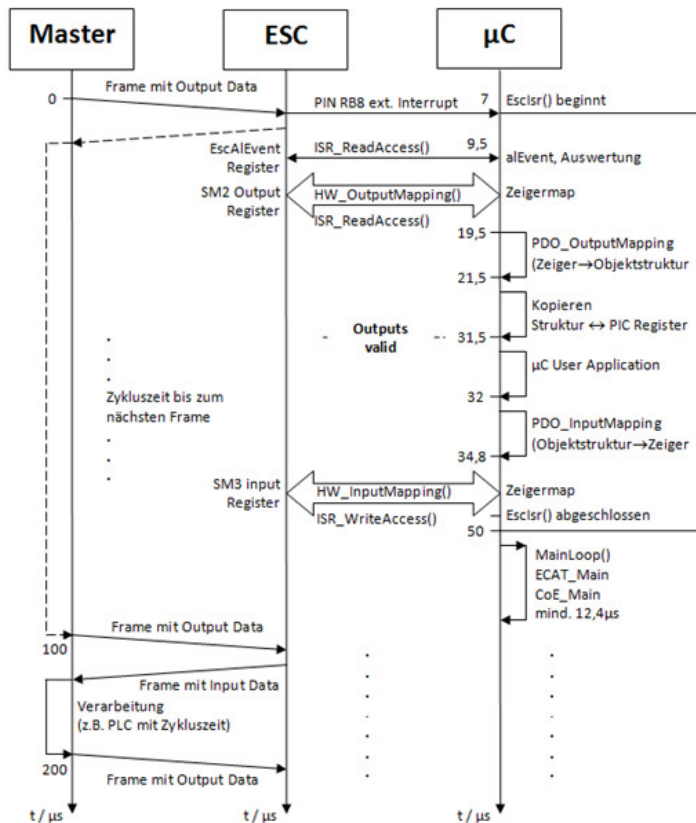 Master
ESC
µC
Frame mit Output Data
0
PIN RB8 ext. Interrupt
7
EscIsr() beginnt
EscAlEvent
Register
ISR_ReadAccess()
9,5
alEvent, Auswertung
SM2 Output
Register
HW_OutputMapping()
Zeigermap
ISR_ReadAccess()
19,5
PDO_OutputMapping
(Zeiger→Objektstruktur
21,5
Kopieren
Struktur ↔ PIC Register
Outputs
valid
31,5
µC User Application
32
Zykluszeit bis zum
nächsten Frame
PDO_InputMapping
(Objektstruktur→Zeiger
34,8
SM3 input
Register
HW_InputMapping()
Zeigermap
ISR_WriteAccess()
EscIsr() abgeschlossen
50
MainLoop()
ECAT_Main
CoE_Main
mind. 12,4µs
Frame mit Output Data
100
Frame mit Input Data
Verarbeitung
(z.B. PLC mit Zykluszeit)
200
Frame mit Output Data
t / µs
t / µs
t / µs